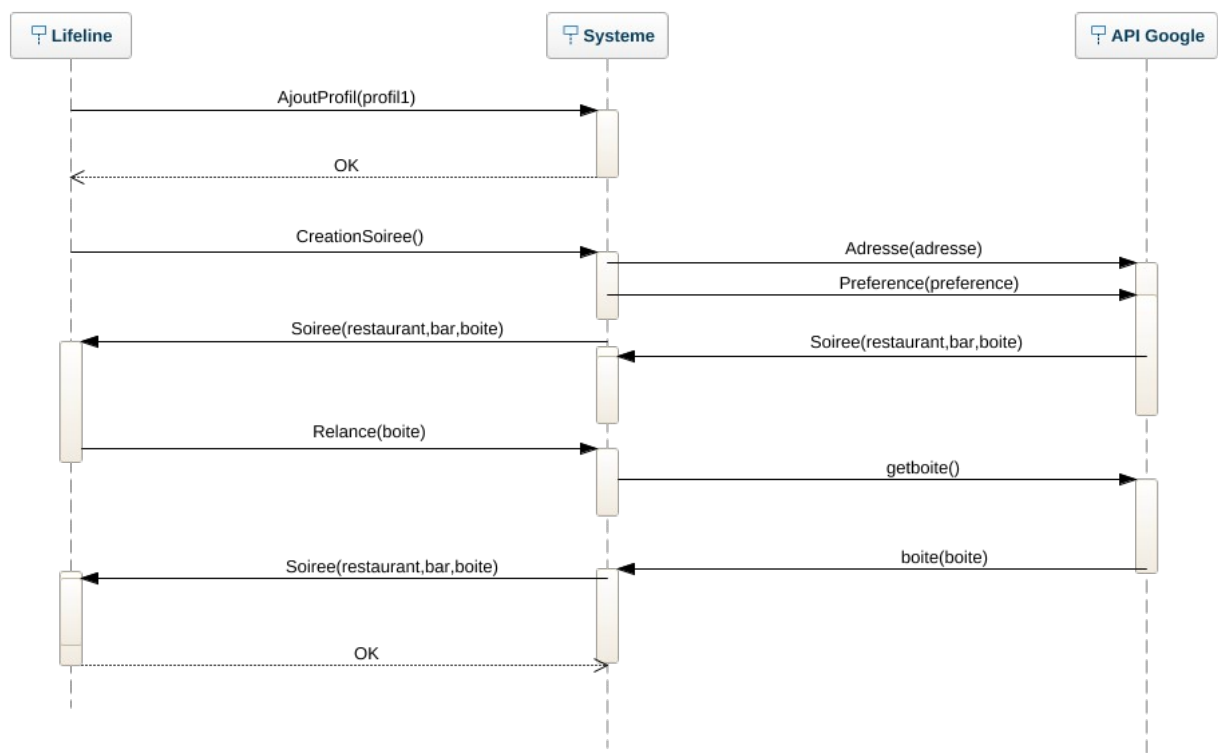 Lifeline
Systeme
API Google
AjoutProfil(profil1)
OK
CreationSoiree()
Adresse(adresse)
Preference(preference)
Soiree(restaurant,bar,boite)
Soiree(restaurant,bar,boite)
Relance(boite)
getboite()
boite(boite)
Soiree(restaurant,bar,boite)
OK